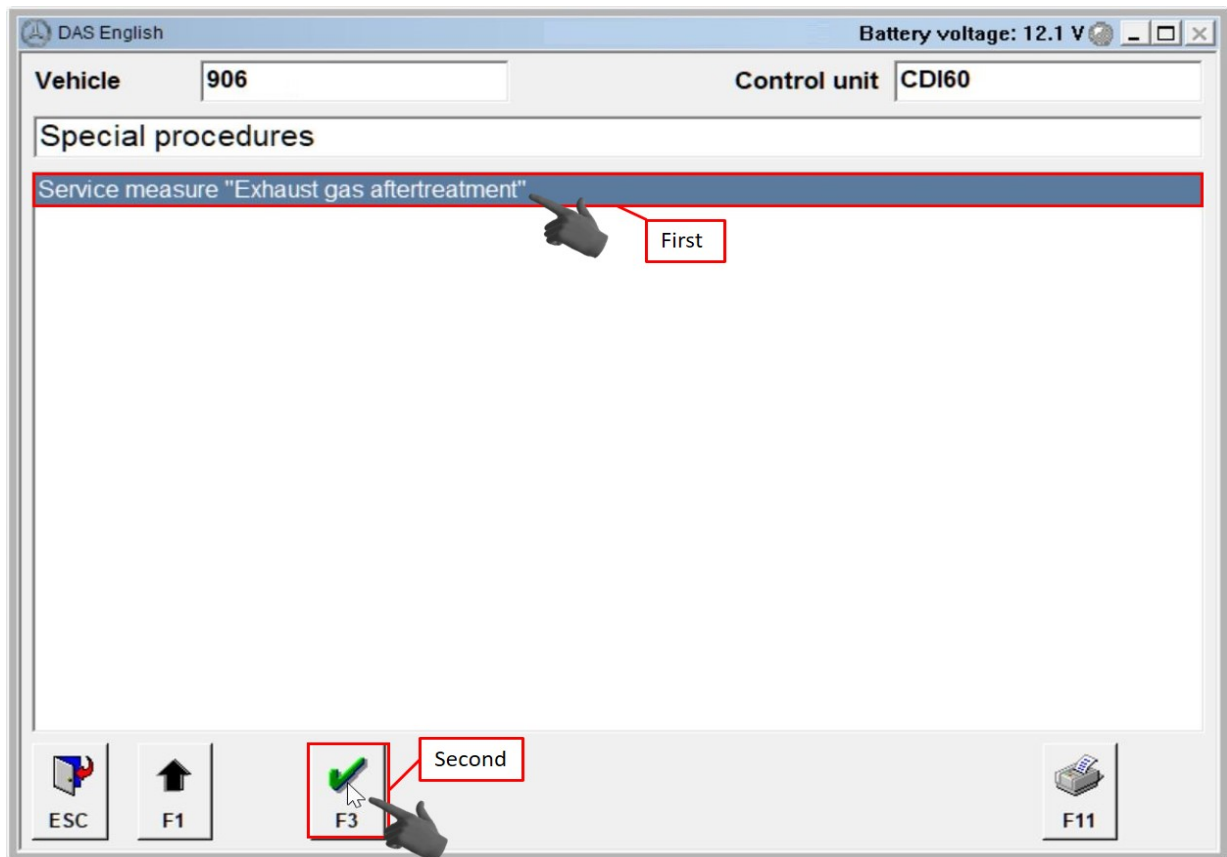 DAS English
Battery voltage: 12.1 V
Vehicle
906
Control unit
CDI60
Special procedures
Service measure "Exhaust gas aftertreatment"
First
Second
ESC
F1
F3
F11